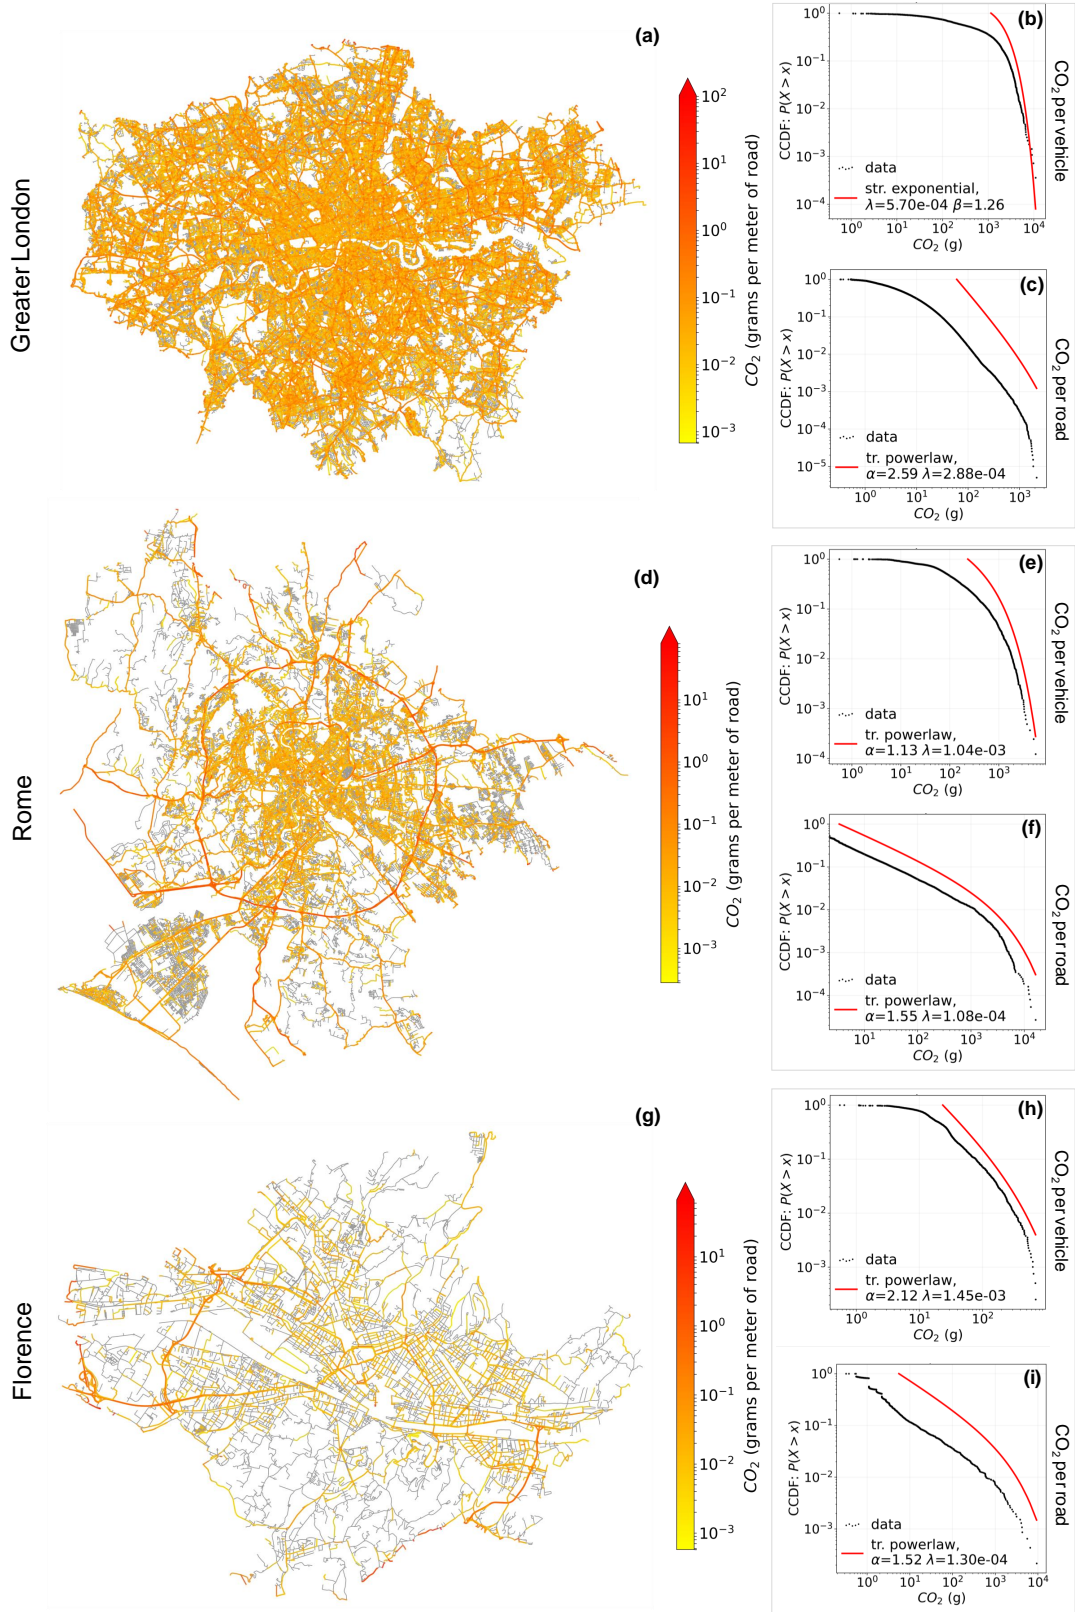 Greater London
(a)
10²
10¹
10⁰
10⁻¹
10⁻²
10⁻³
CO₂ (grams per meter of road)
(b)
10⁰
10⁻¹
10⁻²
10⁻³
10⁻⁴
CCDF: P(X > x)
data
str. exponential,
λ=5.70e-04 β=1.26
10⁰ 10¹ 10² 10³ 10⁴
CO₂ (g)
CO₂ per vehicle
(c)
10⁰
10⁻¹
10⁻²
10⁻³
10⁻⁴
10⁻⁵
CCDF: P(X > x)
data
tr. powerlaw,
α=2.59 λ=2.88e-04
10⁰ 10¹ 10² 10³
CO₂ (g)
CO₂ per road
Rome
(d)
10¹
10⁰
10⁻¹
10⁻²
10⁻³
CO₂ (grams per meter of road)
(e)
10⁰
10⁻¹
10⁻²
10⁻³
10⁻⁴
CCDF: P(X > x)
data
tr. powerlaw,
α=1.13 λ=1.04e-03
10⁰ 10¹ 10² 10³
CO₂ (g)
CO₂ per vehicle
(f)
10⁰
10⁻¹
10⁻²
10⁻³
10⁻⁴
CCDF: P(X > x)
data
tr. powerlaw,
α=1.55 λ=1.08e-04
10¹ 10² 10³ 10⁴
CO₂ (g)
CO₂ per road
Florence
(g)
10¹
10⁰
10⁻¹
10⁻²
10⁻³
CO₂ (grams per meter of road)
(h)
10⁰
10⁻¹
10⁻²
10⁻³
CCDF: P(X > x)
data
tr. powerlaw,
α=2.12 λ=1.45e-03
10⁰ 10²
CO₂ (g)
CO₂ per vehicle
(i)
10⁰
10⁻¹
10⁻²
10⁻³
CCDF: P(X > x)
data
tr. powerlaw,
α=1.52 λ=1.30e-04
10⁰ 10¹ 10² 10³ 10⁴
CO₂ (g)
CO₂ per road